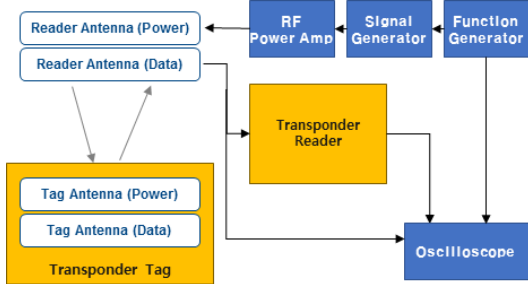 Reader Antenna (Power)
Reader Antenna (Data)
RF
Power Amp
Signal
Generator
Function
Generator
Transponder
Reader
Tag Antenna (Power)
Tag Antenna (Data)
Transponder Tag
Oscilloscope